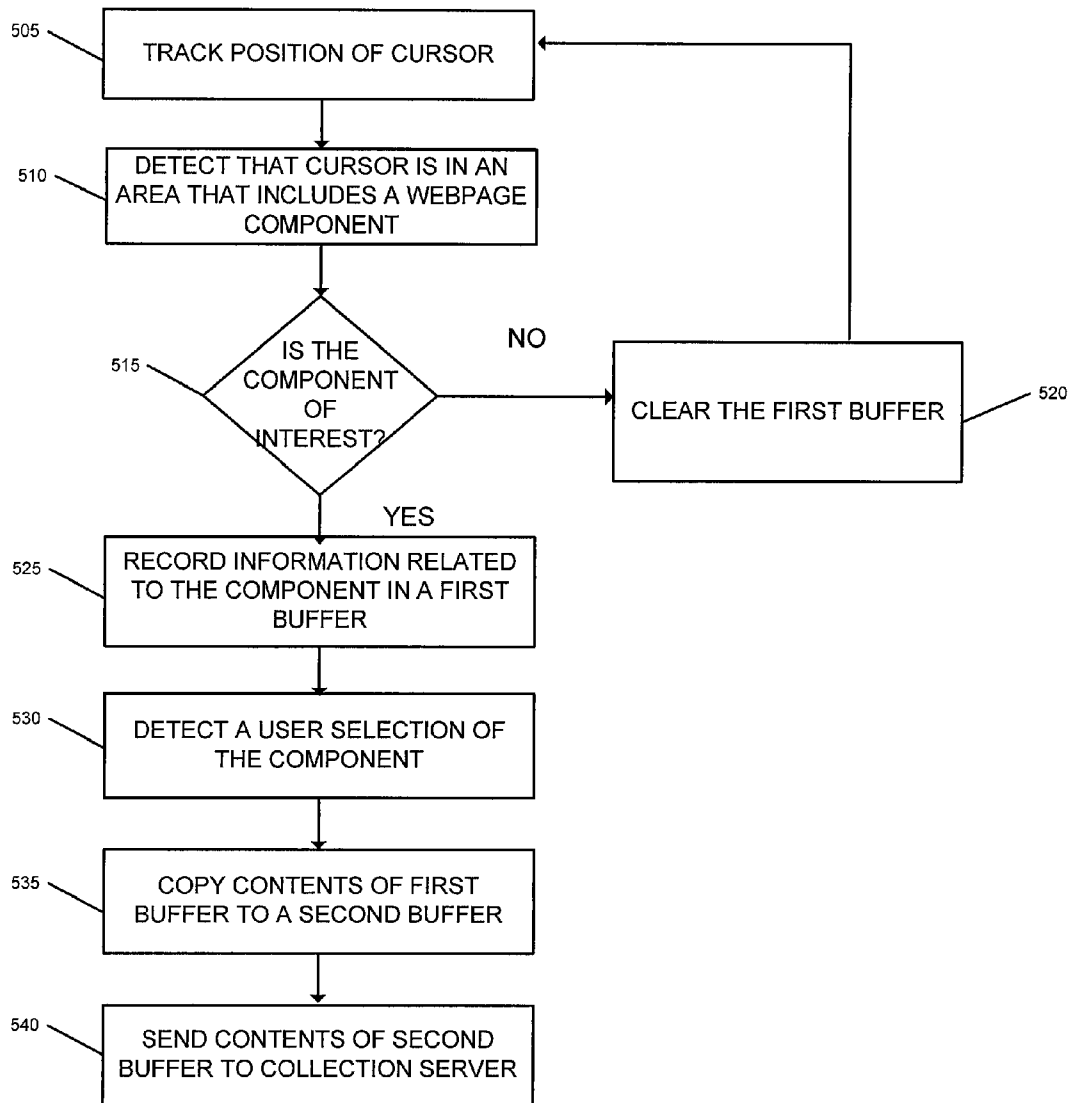 505
TRACK POSITION OF CURSOR
510
DETECT THAT CURSOR IS IN AN
AREA THAT INCLUDES A WEBPAGE
COMPONENT
515
IS THE
COMPONENT
OF
INTEREST?
NO
CLEAR THE FIRST BUFFER
520
YES
525
RECORD INFORMATION RELATED
TO THE COMPONENT IN A FIRST
BUFFER
530
DETECT A USER SELECTION OF
THE COMPONENT
535
COPY CONTENTS OF FIRST
BUFFER TO A SECOND BUFFER
540
SEND CONTENTS OF SECOND
BUFFER TO COLLECTION SERVER